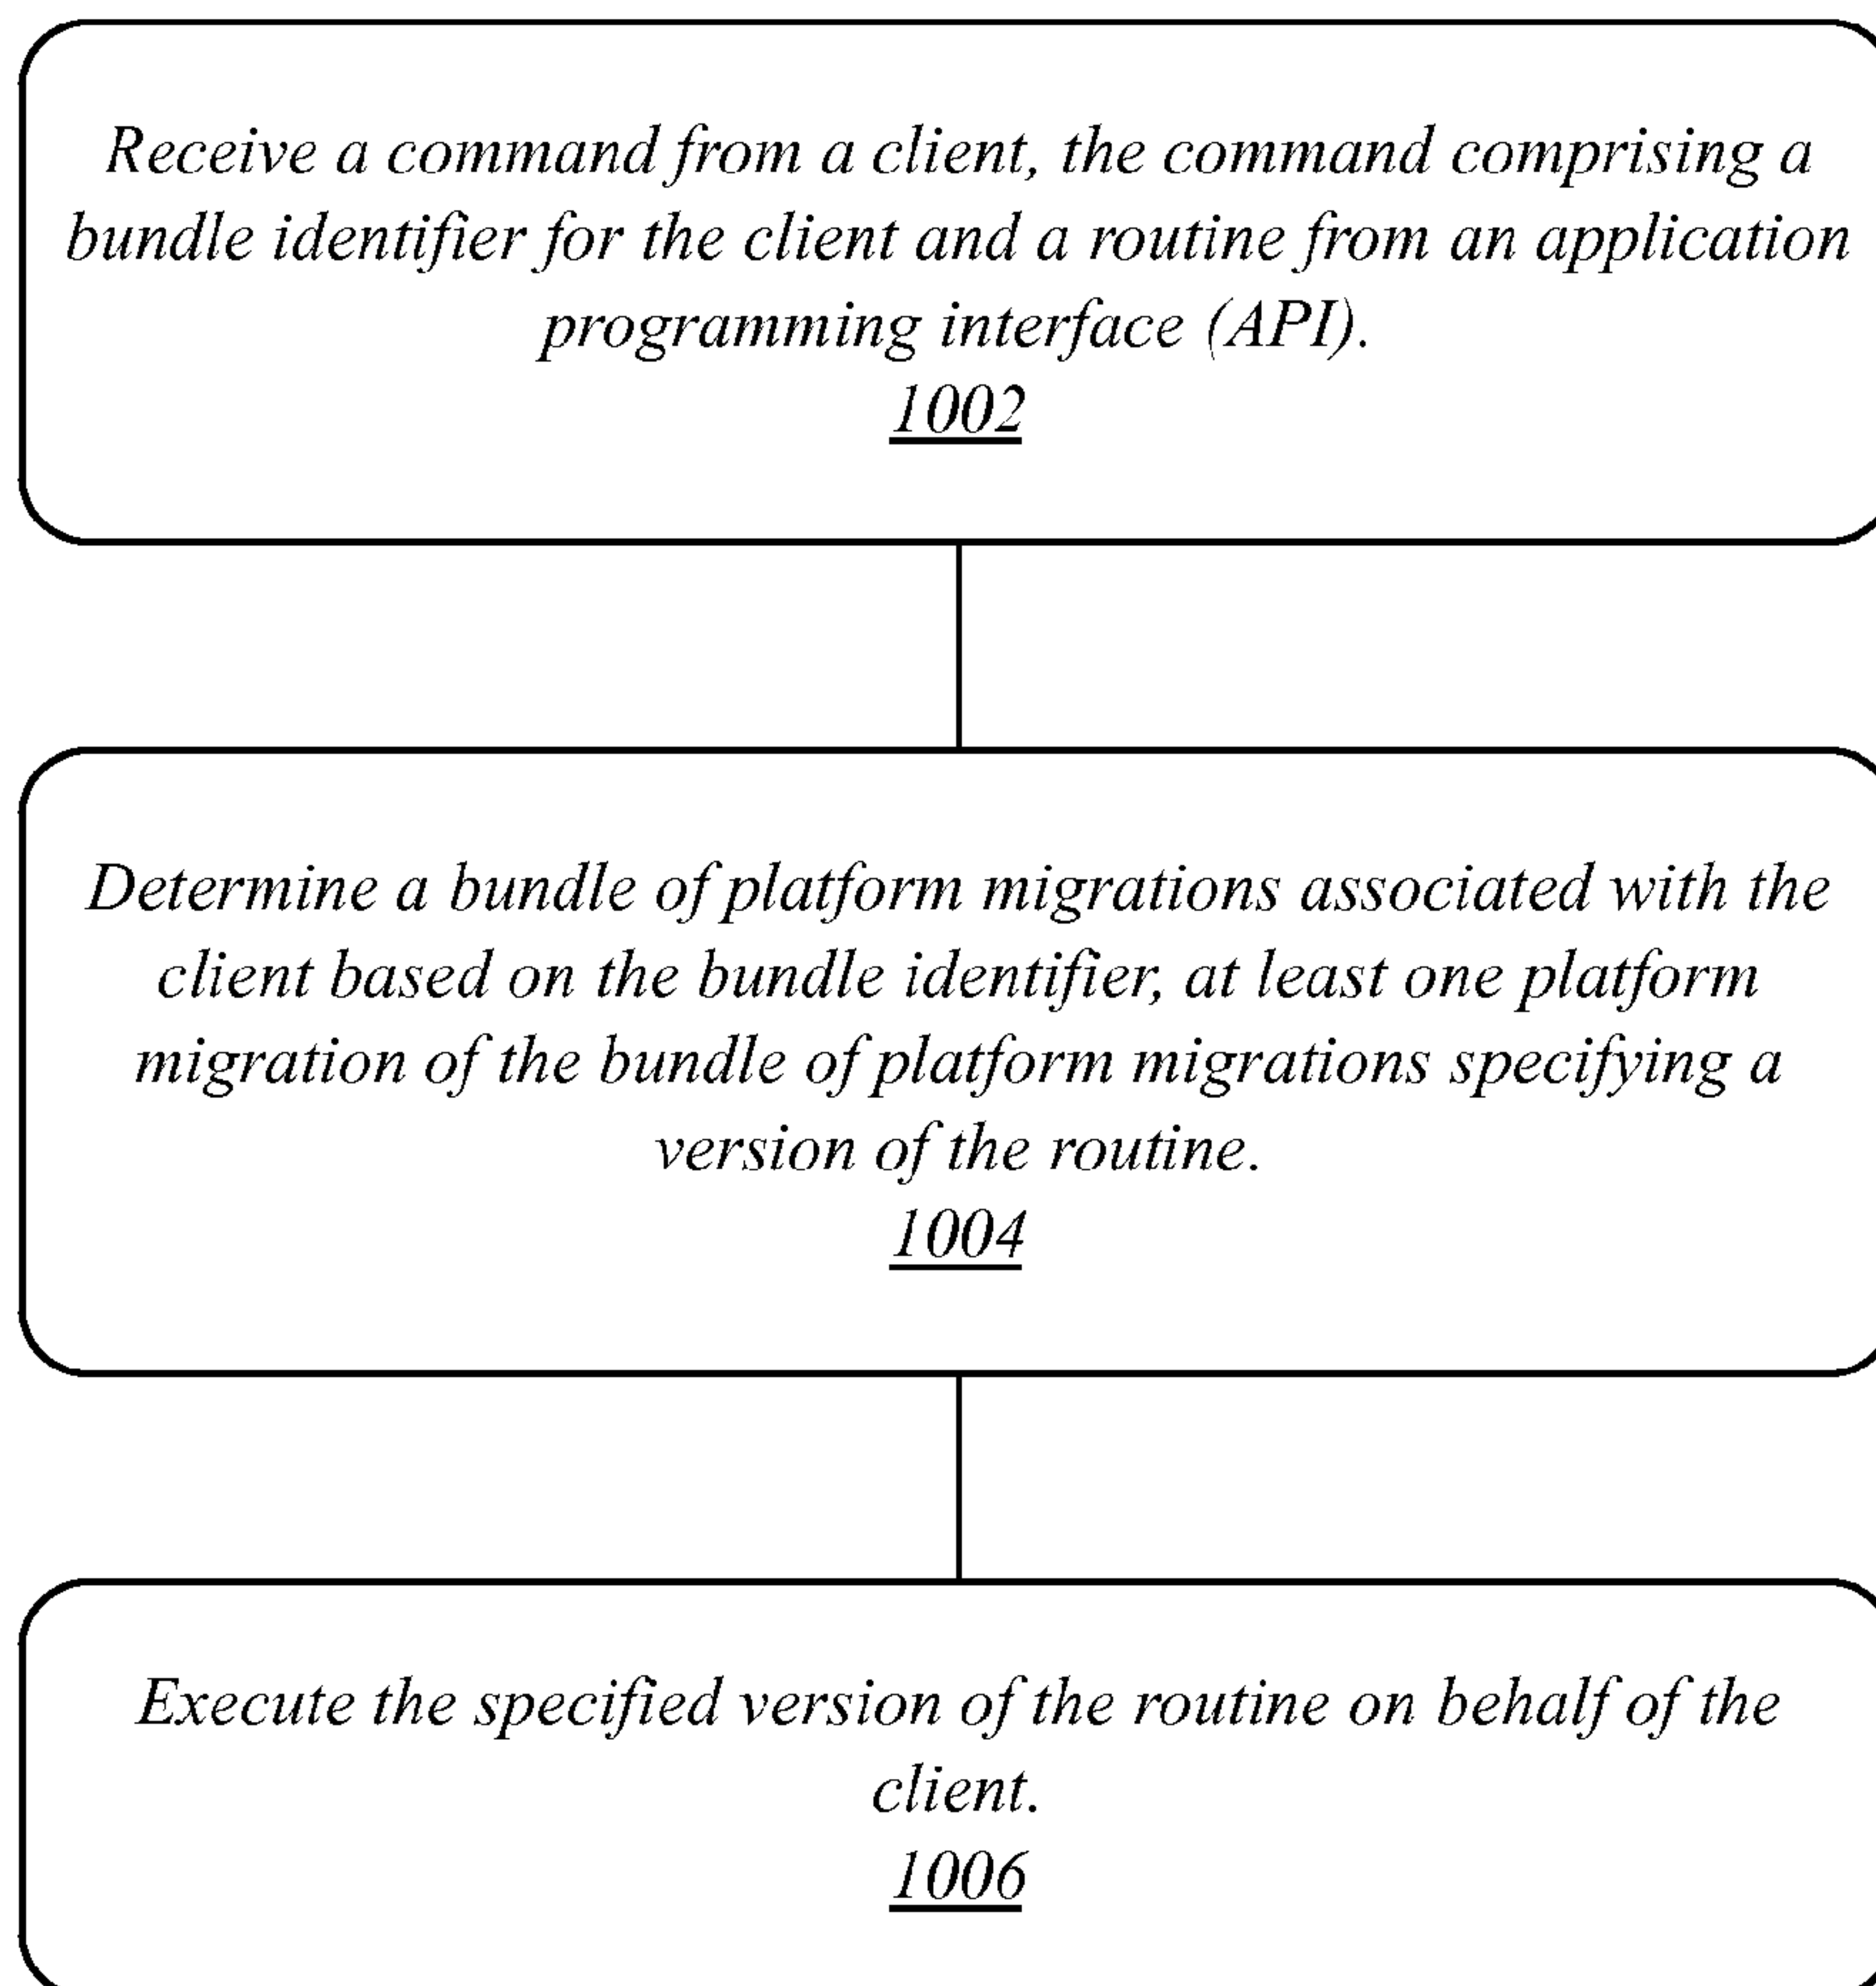 Receive a command from a client, the command comprising a
bundle identifier for the client and a routine from an application
programming interface (API).
1002
Determine a bundle of platform migrations associated with the
client based on the bundle identifier, at least one platform
migration of the bundle of platform migrations specifying a
version of the routine.
1004
Execute the specified version of the routine on behalf of the
client.
1006